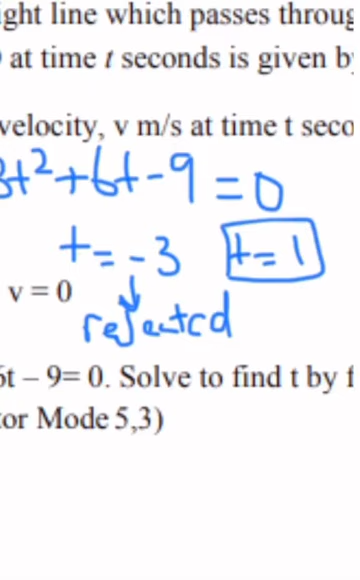 ight line which passes throug
at time t seconds is given b
velocity, v m/s at time t seco
3t²+6t-9=0
t=-3 t=1
v = 0
rejected
6t – 9= 0. Solve to find t by f
tor Mode 5,3)